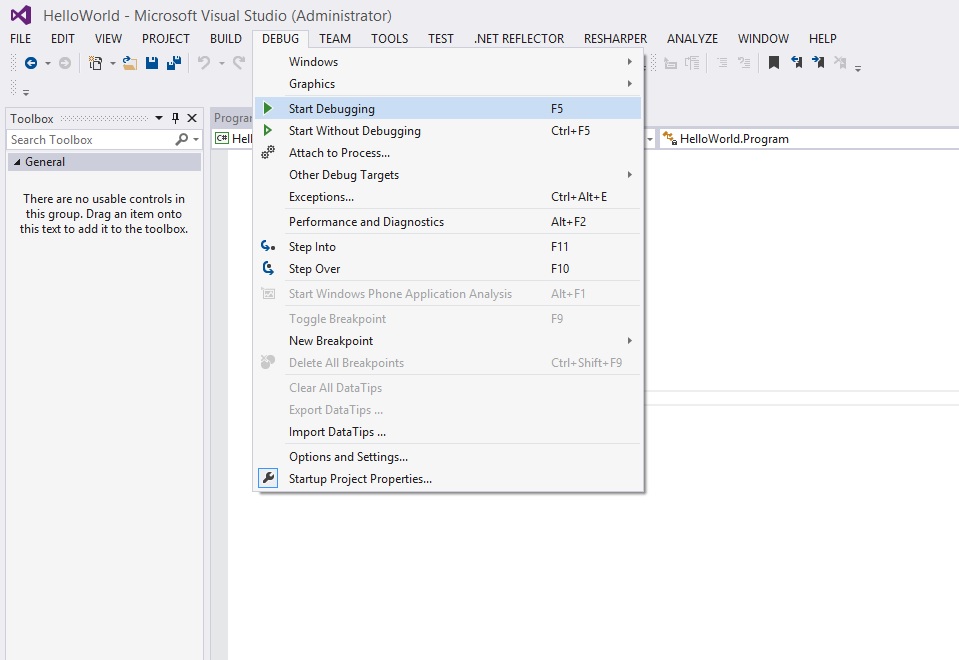 HelloWorld - Microsoft Visual Studio (Administrator)
FILE EDIT VIEW PROJECT BUILD DEBUG TEAM TOOLS TEST .NET REFLECTOR RESHARPER ANALYZE WINDOW HELP
Windows
Graphics
Start Debugging F5
Start Without Debugging Ctrl+F5
Attach to Process...
Other Debug Targets
Exceptions... Ctrl+Alt+E
Performance and Diagnostics Alt+F2
Step Into F11
Step Over F10
Start Windows Phone Application Analysis Alt+F1
Toggle Breakpoint F9
New Breakpoint
Delete All Breakpoints Ctrl+Shift+F9
Clear All DataTips
Export DataTips ...
Import DataTips ...
Options and Settings...
Startup Project Properties...
Toolbox
Search Toolbox
General
There are no usable controls in
this group. Drag an item onto
this text to add it to the toolbox.
Progran
C# Hell
HelloWorld.Program